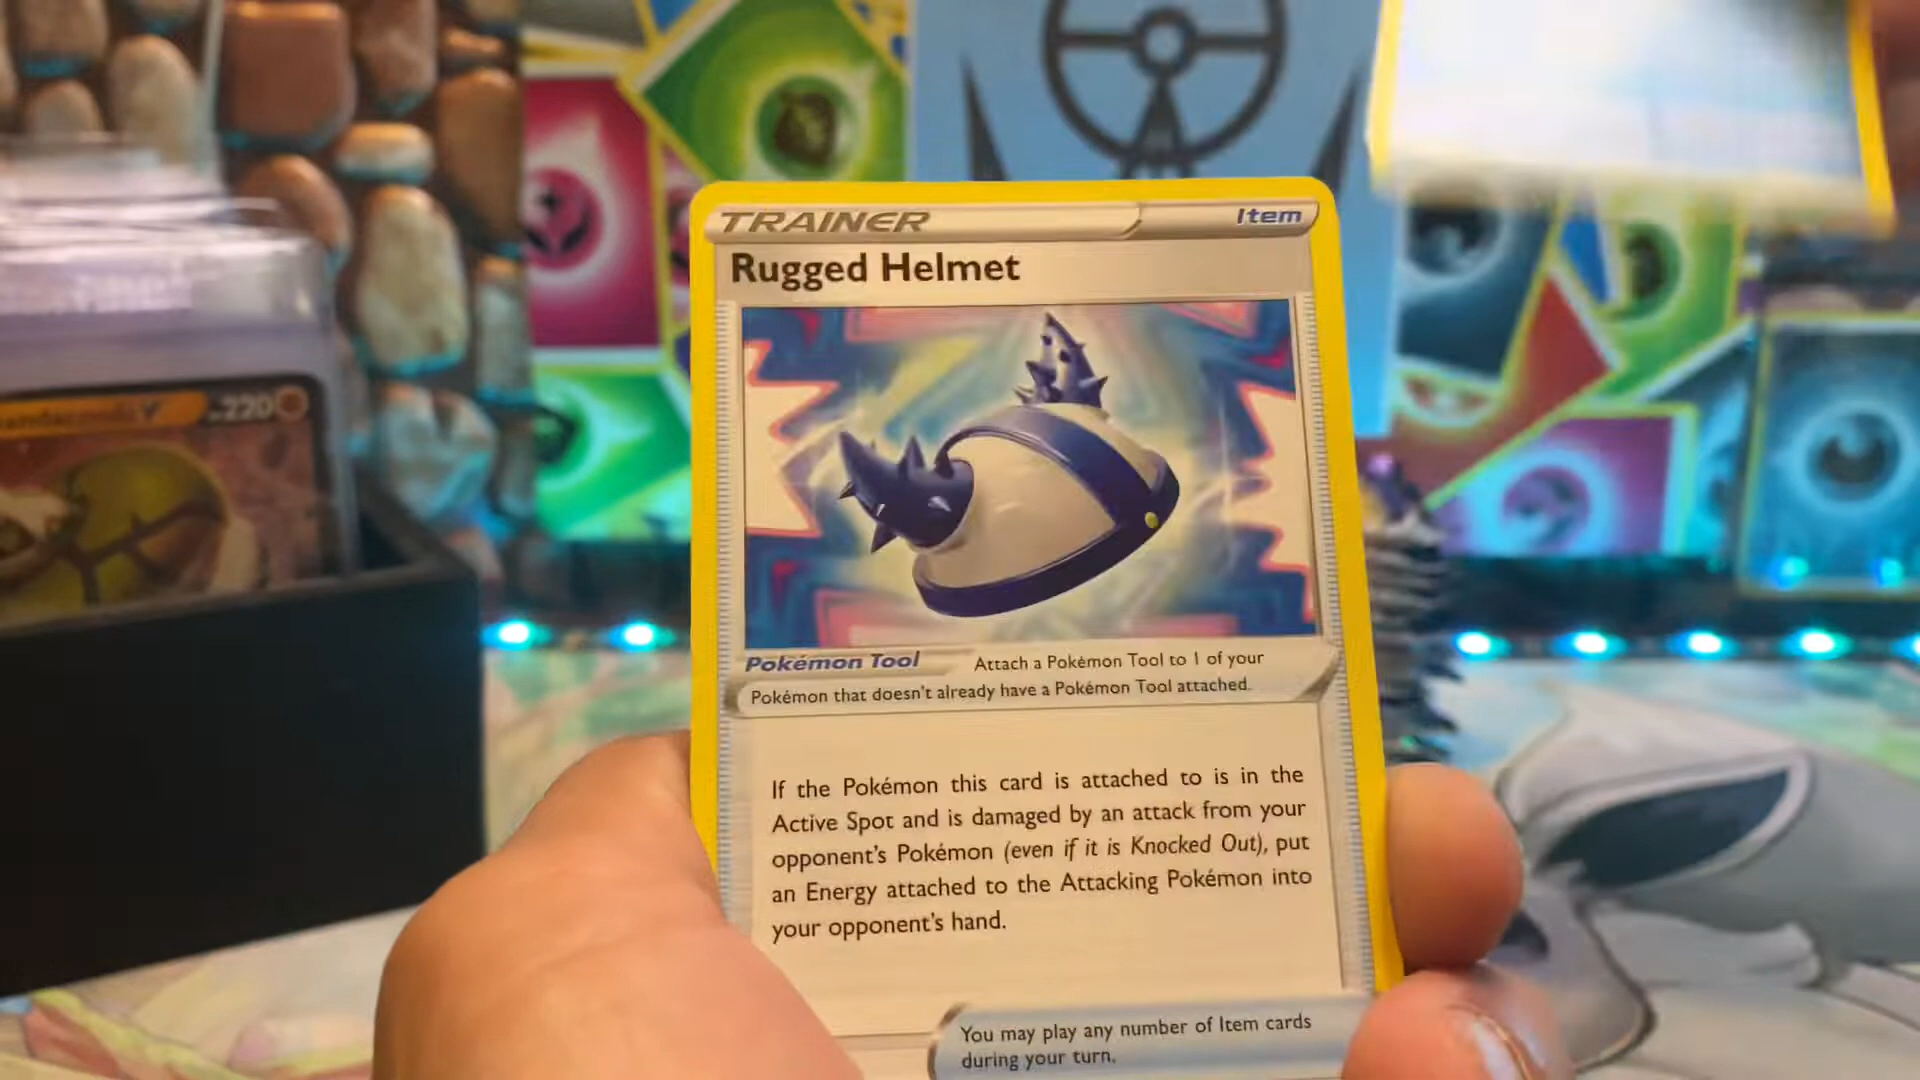 TRAINER
Item
Rugged Helmet
220
Pokémon Tool Attach a Pokémon Tool to 1 of your
Pokémon that doesn't already have a Pokémon Tool attached.
If the Pokémon this card is attached to is in the
Active Spot and is damaged by an attack from your
opponent's Pokémon (even if it is Knocked Out), put
an Energy attached to the Attacking Pokémon into
your opponent's hand.
You may play any number of Item cards
during your turn.